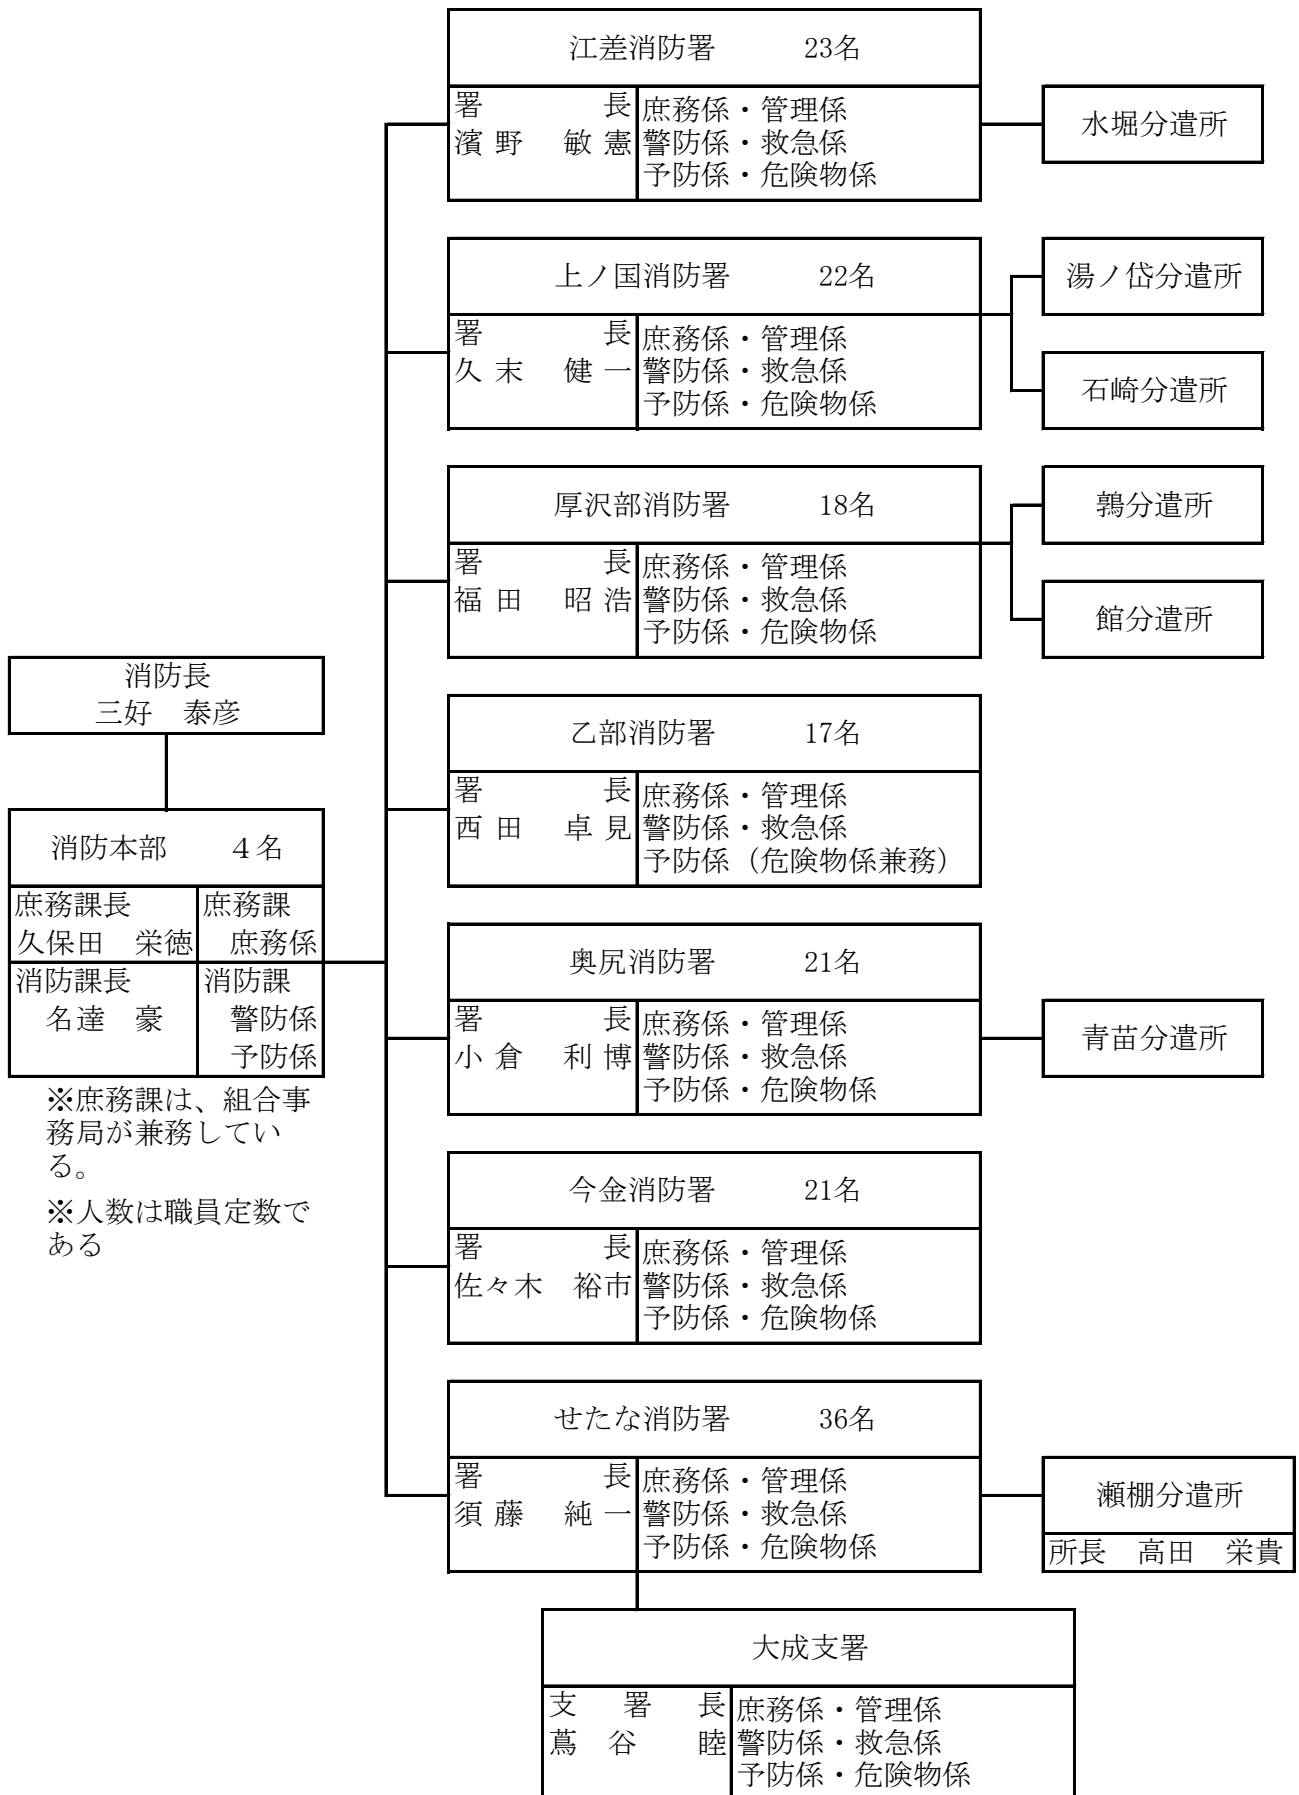 江差消防署 23名
署長
濱野 敏憲
庶務係・管理係
警防係・救急係
予防係・危険物係
水堀分遣所
上ノ国消防署 22名
署長
久末 健一
庶務係・管理係
警防係・救急係
予防係・危険物係
湯ノ岱分遣所
石崎分遣所
厚沢部消防署 18名
署長
福田 昭浩
庶務係・管理係
警防係・救急係
予防係・危険物係
鶉分遣所
館分遣所
消防長
三好 泰彦
消防本部 4名
庶務課長
久保田 栄徳
庶務課
庶務係
消防課長
名達 豪
消防課
警防係
予防係
※庶務課は、組合事
務局が兼務してい
る。
※人数は職員定数で
ある
乙部消防署 17名
署長
西田 卓見
庶務係・管理係
警防係・救急係
予防係（危険物係兼務）
奥尻消防署 21名
署長
小倉 利博
庶務係・管理係
警防係・救急係
予防係・危険物係
青苗分遣所
今金消防署 21名
署長
佐々木 裕市
庶務係・管理係
警防係・救急係
予防係・危険物係
せたな消防署 36名
署長
須藤 純一
庶務係・管理係
警防係・救急係
予防係・危険物係
瀬棚分遣所
所長 高田 栄貴
大成支署
支署長
蔦谷 睦
庶務係・管理係
警防係・救急係
予防係・危険物係